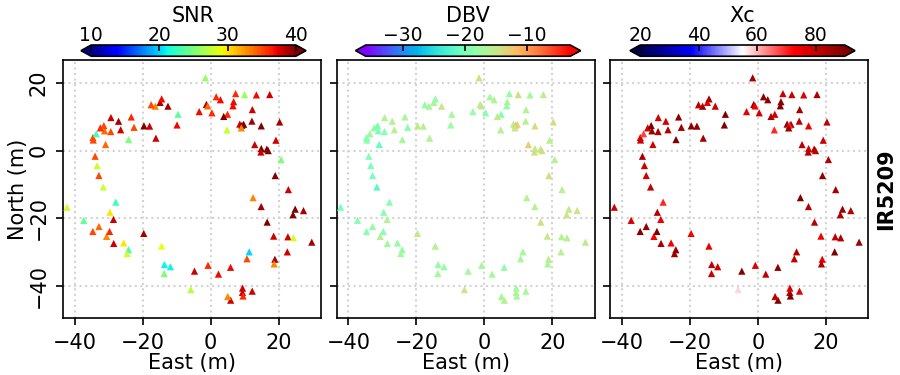 SNR DBV Xc
10 20 30 40 −30 −20 −10 20 40 60 80
20
0
−20
−40
North (m)
−40 −20 0 20 −40 −20 0 20 −40 −20 0 20
East (m) East (m) East (m)
IR5209